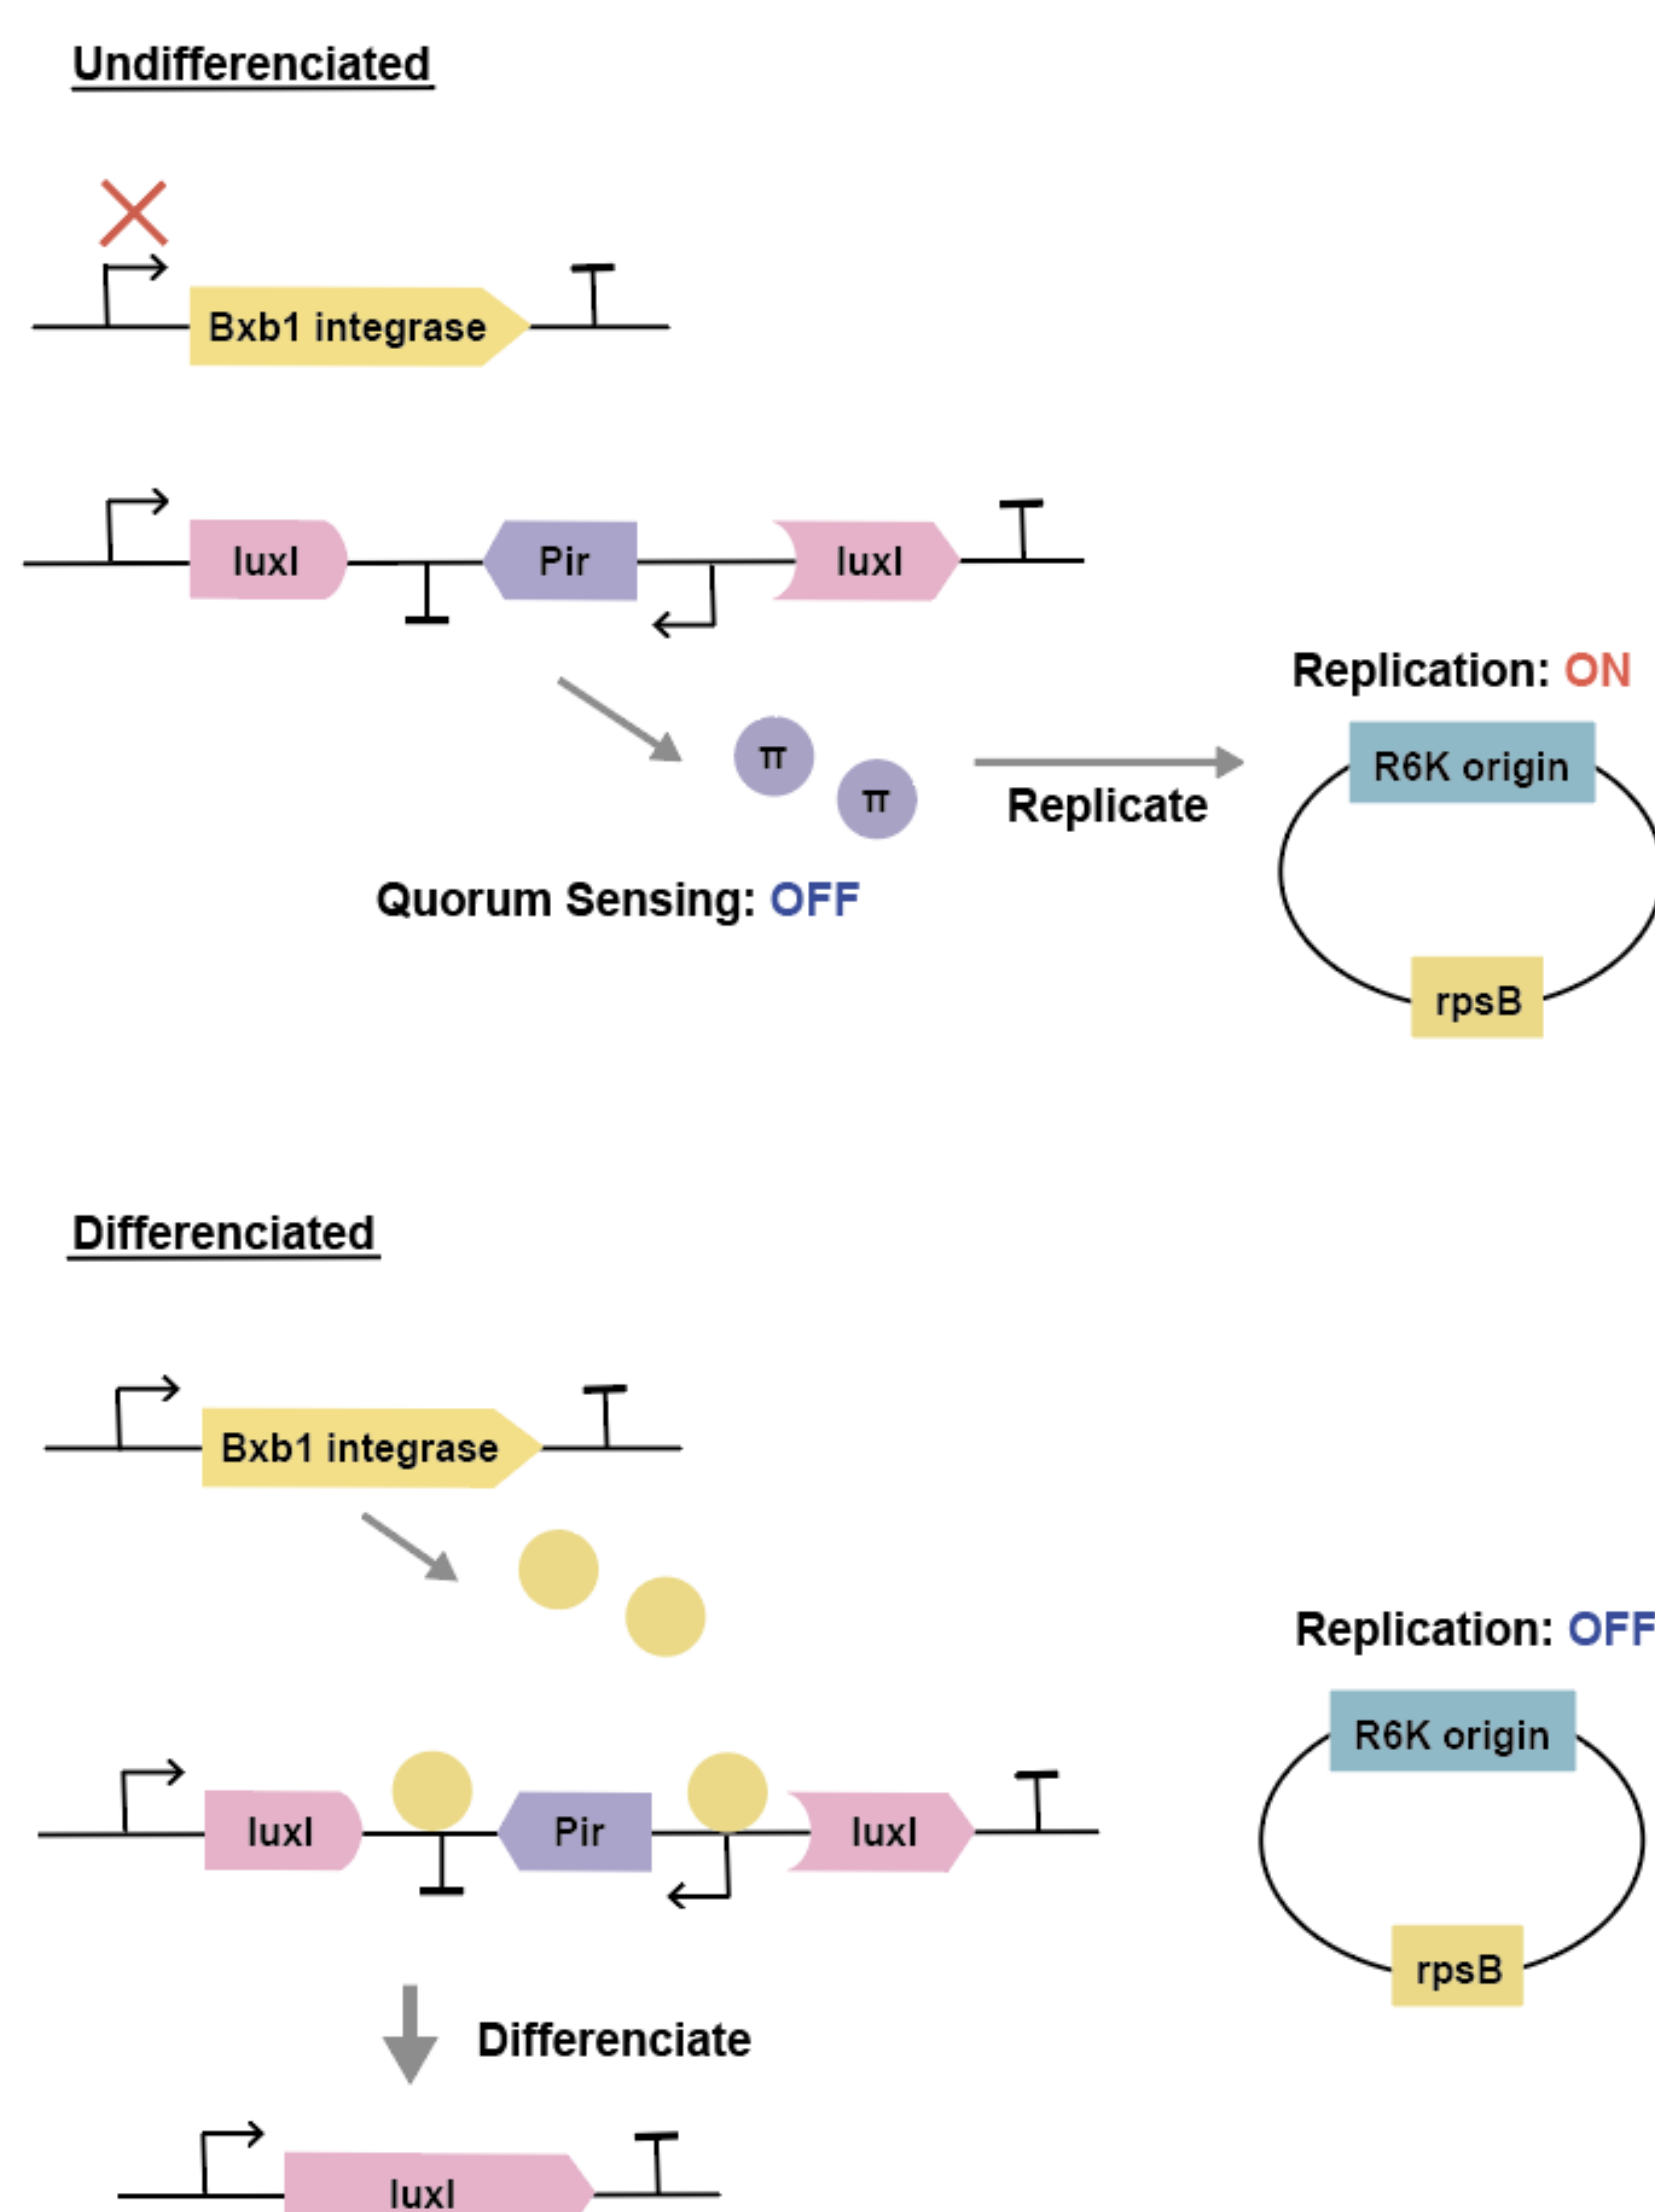 Undifferenciated
Bxb1 integrase
luxI
Pir
luxI
Replication: ON
R6K origin
π
π
Replicate
Quorum Sensing: OFF
rpsB
Differenciated
Bxb1 integrase
Replication: OFF
R6K origin
luxI
Pir
luxI
rpsB
Differenciate
luxI